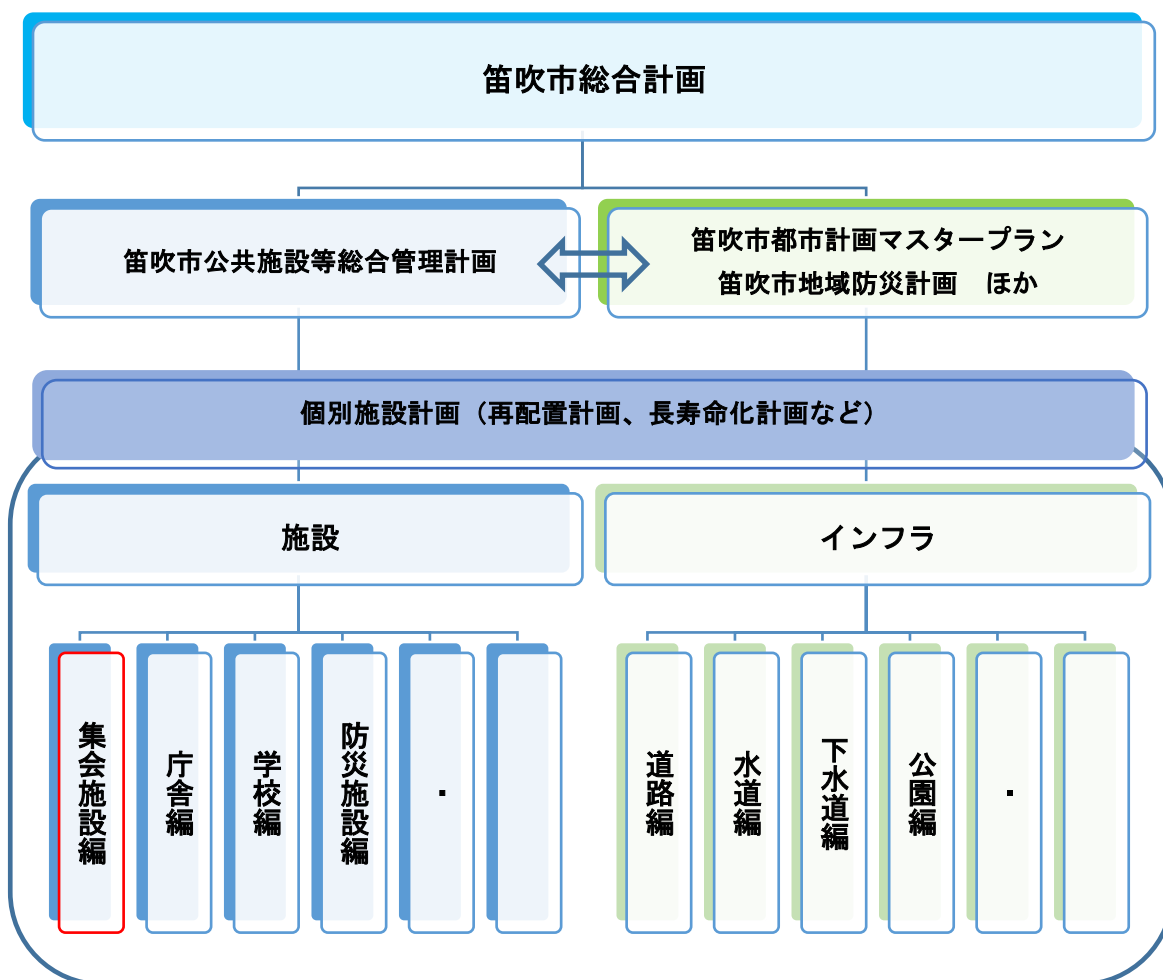 笛吹市総合計画
笛吹市公共施設等総合管理計画
笛吹市都市計画マスタープラン
笛吹市地域防災計画　ほか
個別施設計画（再配置計画、長寿命化計画など）
施設
インフラ
集会施設編
庁舎編
学校編
防災施設編
・
道路編
水道編
下水道編
公園編
・